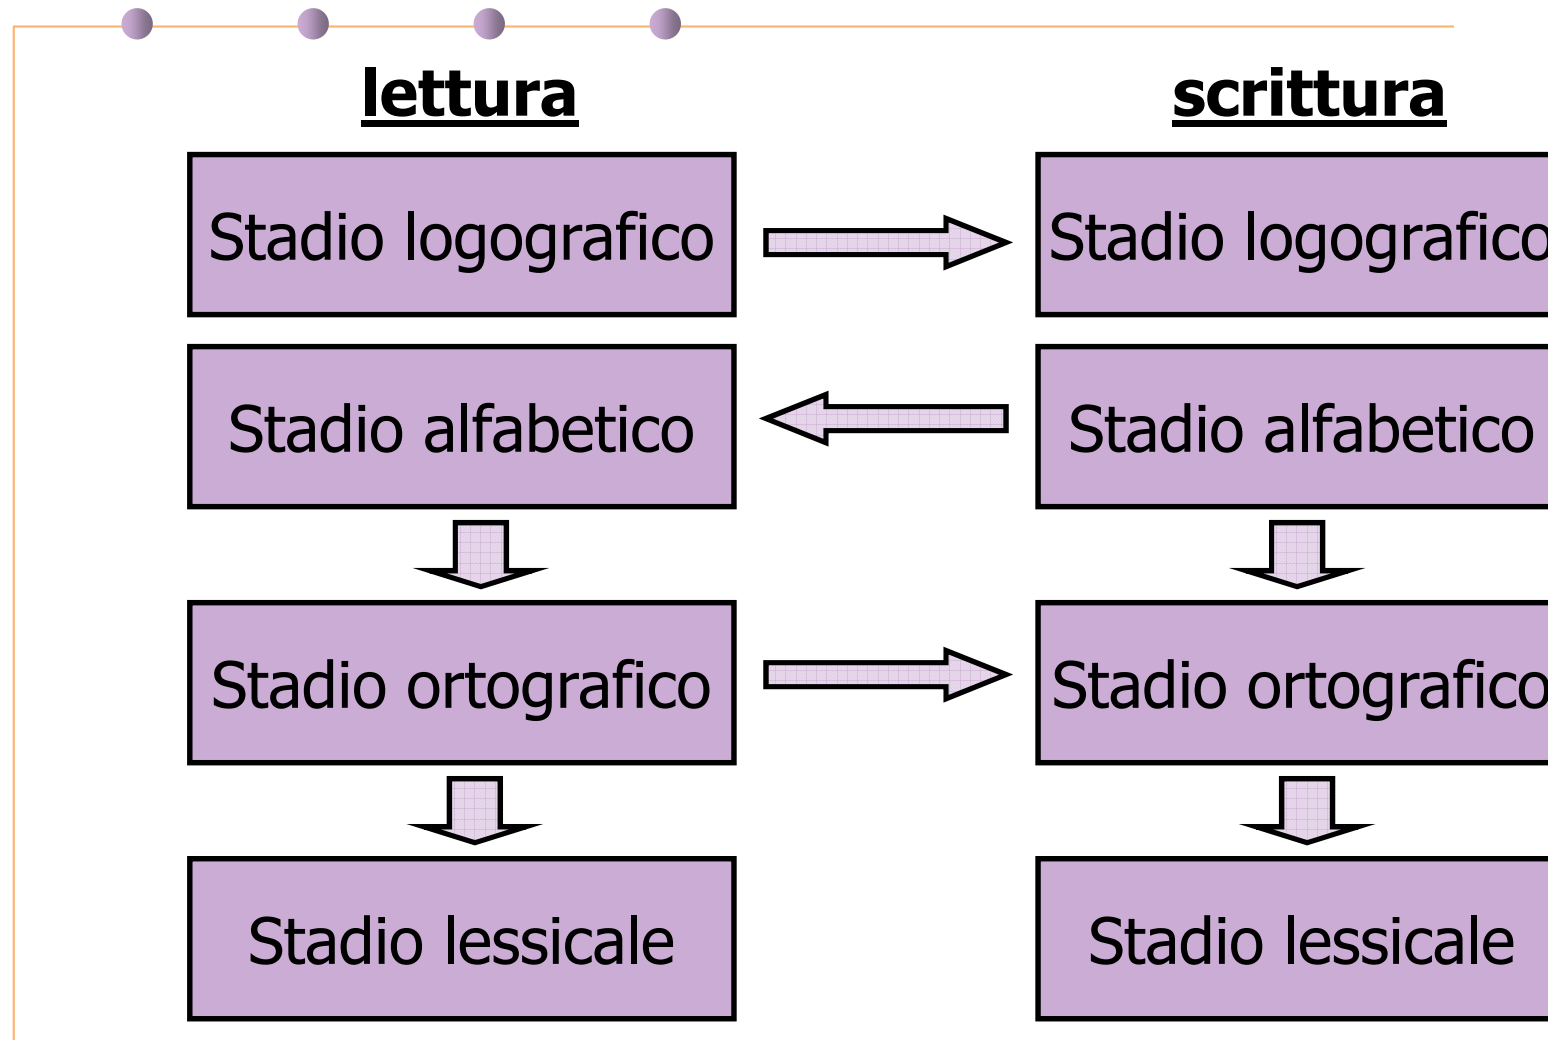 lettura
scrittura
Stadio logografico
Stadio logografico
Stadio alfabetico
Stadio alfabetico
Stadio ortografico
Stadio ortografico
Stadio lessicale
Stadio lessicale